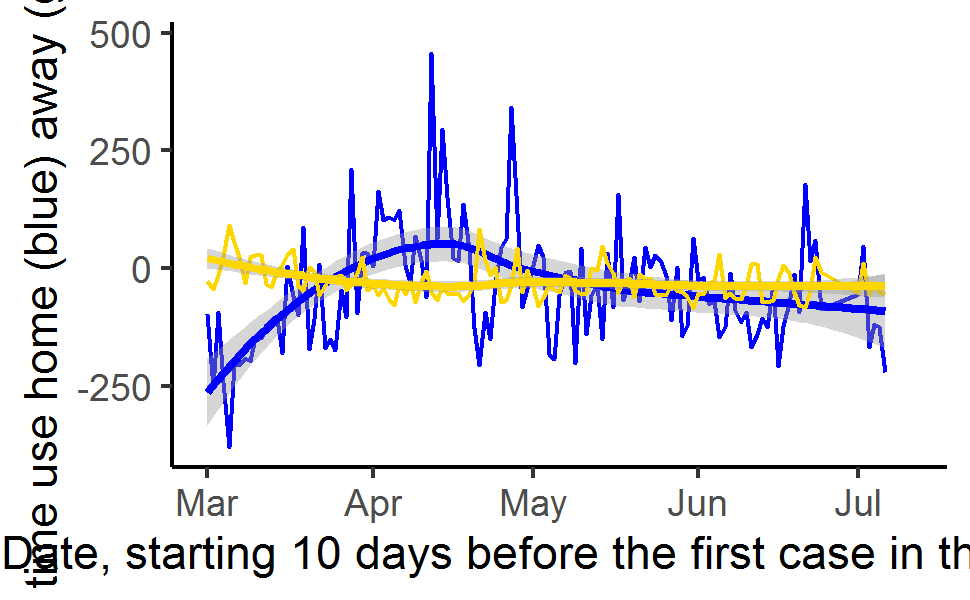 time use home (blue) away (
500
250
0
-250
Mar Apr May Jun Jul
Date, starting 10 days before the first case in th